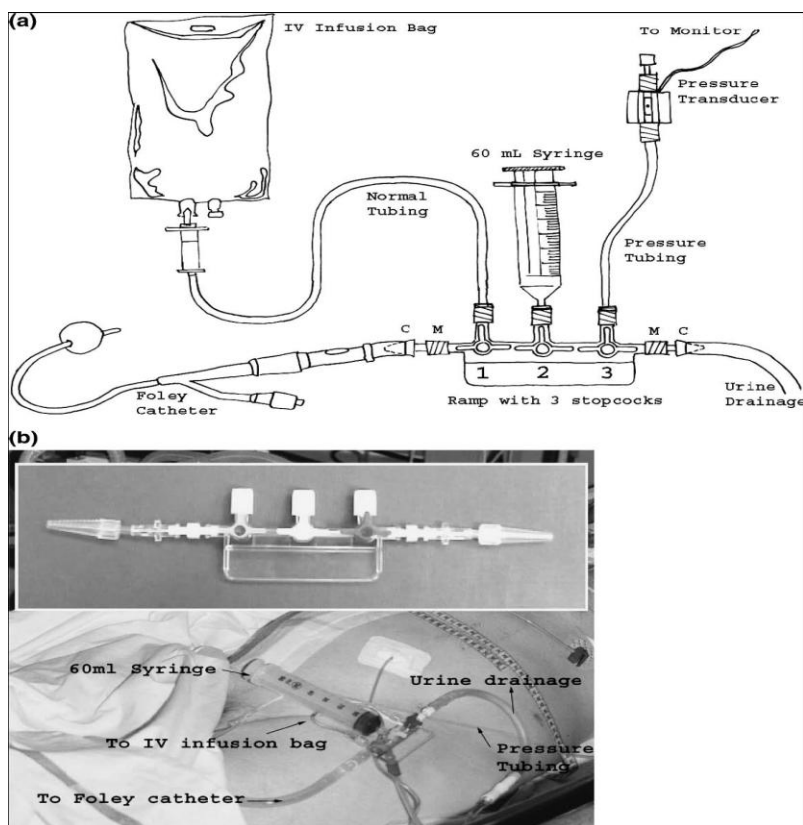 (a)
IV Infusion Bag
To Monitor
Pressure
Transducer
60 mL Syringe
Normal
Tubing
Pressure
Tubing
C M
M C
1 2 3
Foley
Catheter
Ramp with 3 stopcocks
Urine
Drainage
(b)
60ml Syringe
Urine drainage
To IV infusion bag
Pressure
Tubing
To Foley catheter